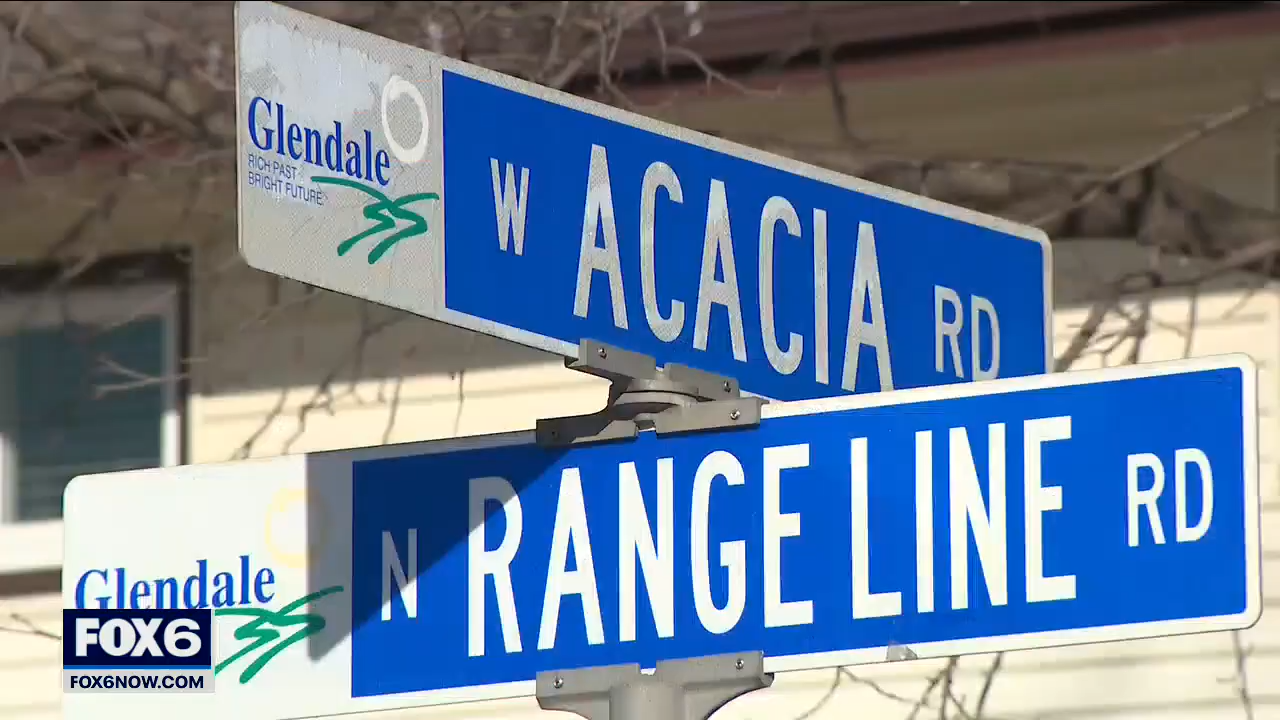 Glendale
RICH PAST
BRIGHT FUTURE
W ACACIA RD
Glendale
N RANGE LINE RD
FOX6
FOX6NOW.COM